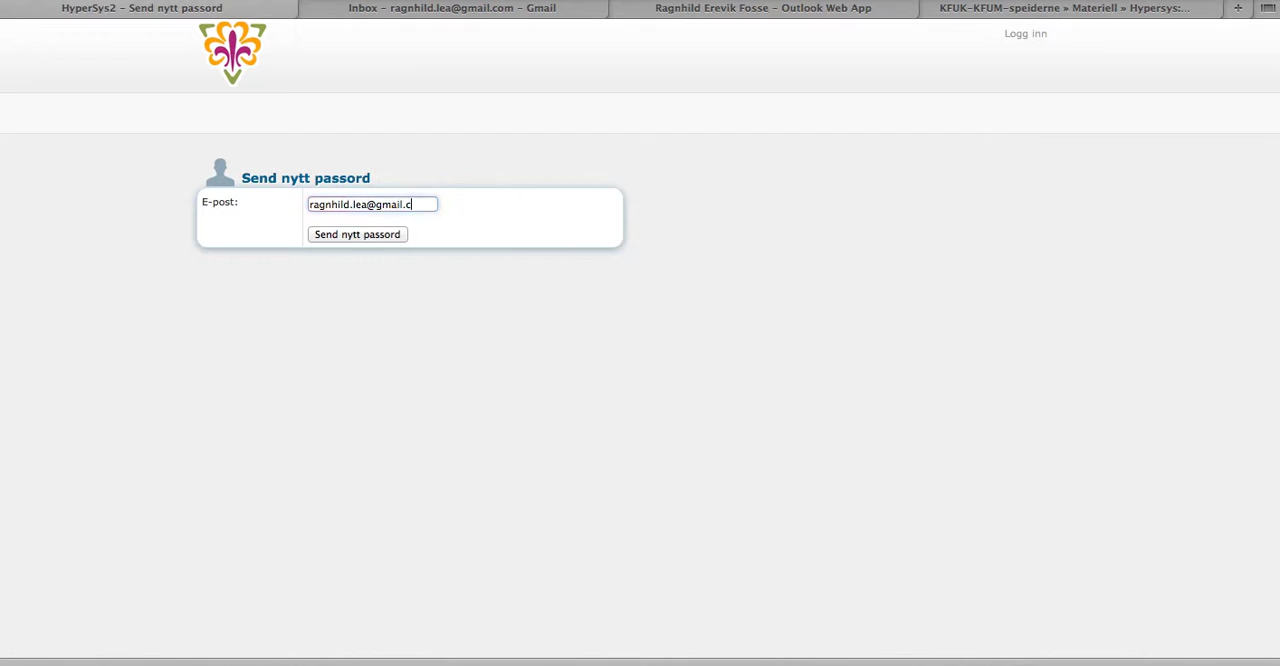 HyperSys2 – Send nytt passord
Inbox – ragnhild.lea@gmail.com – Gmail
Ragnhild Erevik Fosse – Outlook Web App
KFUK-KFUM-speiderne » Materiell » Hypersys:...
Logg inn
Send nytt passord
E-post:
ragnhild.lea@gmail.c
Send nytt passord